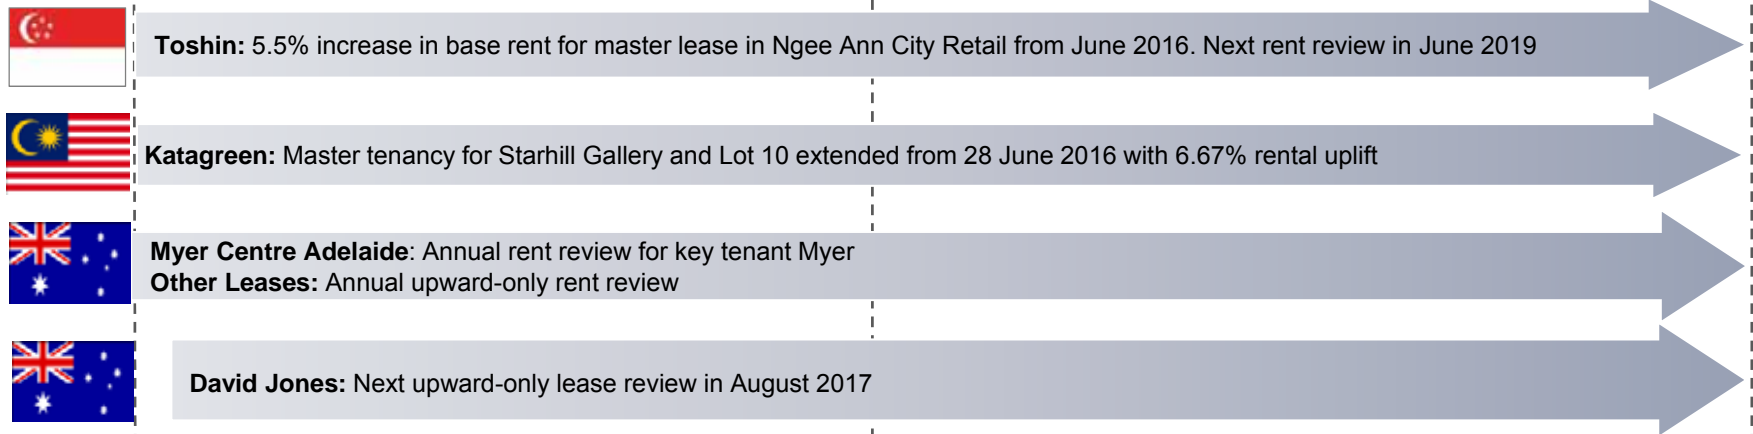 Toshin: 5.5% increase in base rent for master lease in Ngee Ann City Retail from June 2016. Next rent review in June 2019
Katagreen: Master tenancy for Starhill Gallery and Lot 10 extended from 28 June 2016 with 6.67% rental uplift
Myer Centre Adelaide: Annual rent review for key tenant Myer
Other Leases: Annual upward-only rent review
David Jones: Next upward-only lease review in August 2017